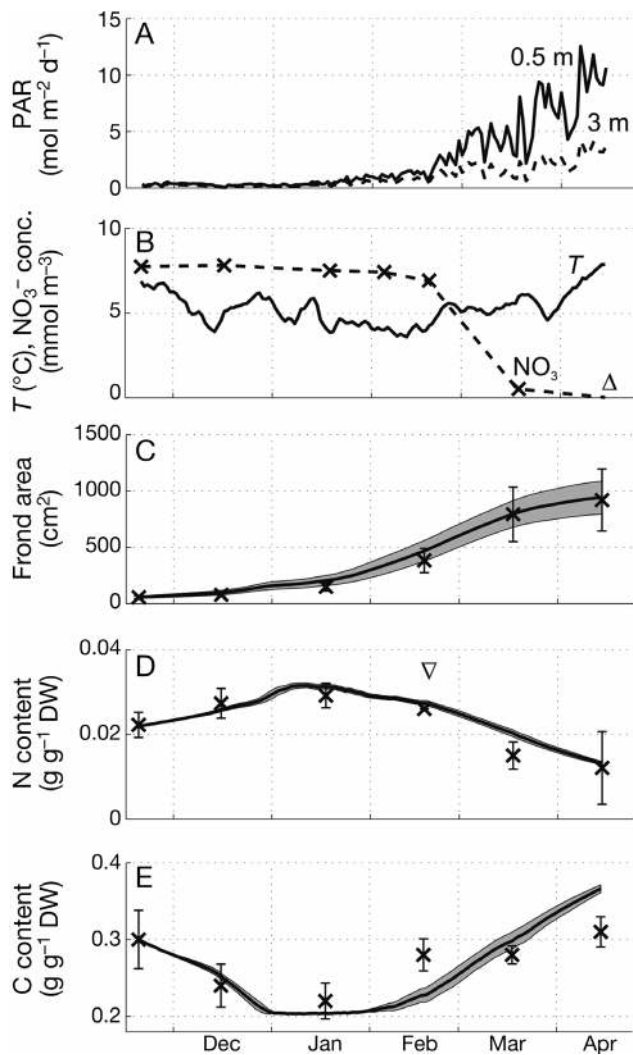 A
PAR
(mol m⁻² d⁻¹)
15
10
5
0
0.5 m
3 m
B
T (°C), NO₃⁻ conc.
(mmol m⁻³)
10
5
0
T
NO₃
Δ
C
Frond area
(cm²)
1500
1000
500
0
D
N content
(g g⁻¹ DW)
0.04
0.02
0
∇
E
C content
(g g⁻¹ DW)
0.4
0.3
0.2
Dec Jan Feb Mar Apr